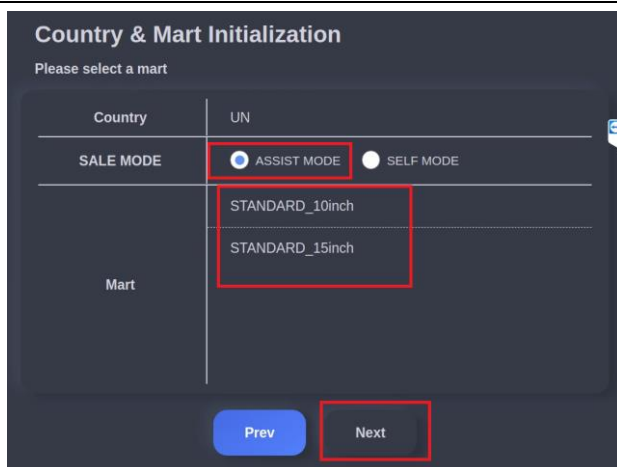 Country & Mart Initialization
Please select a mart
Country UN
SALE MODE ASSIST MODE SELF MODE
STANDARD_10inch
STANDARD_15inch
Mart
Prev Next